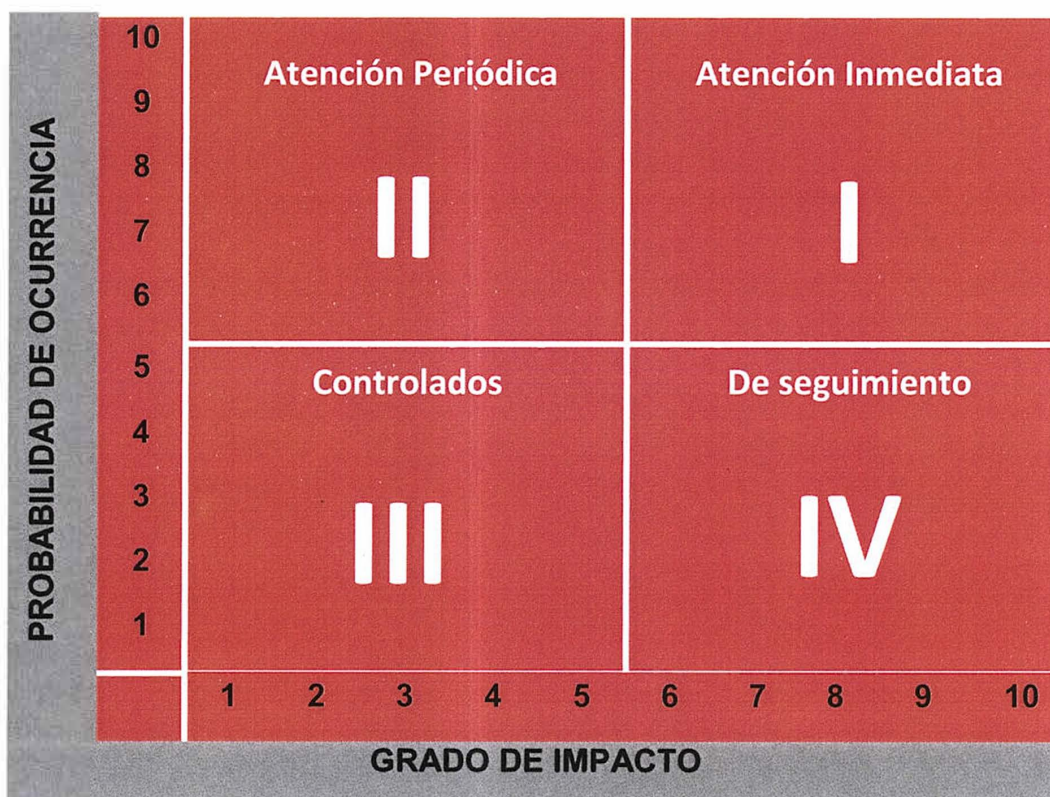 PROBABILIDAD DE OCURRENCIA
10
9
8
7
6
5
4
3
2
1
Atención Periódica
II
Atención Inmediata
I
Controlados
III
De seguimiento
IV
1 2 3 4 5 6 7 8 9 10
GRADO DE IMPACTO